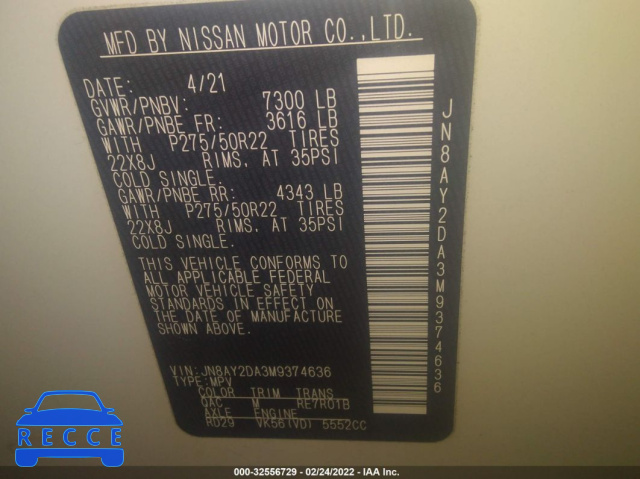 MFD BY NISSAN MOTOR CO.,LTD.
DATE: 4/21
GVWR/PNBV: 7300 LB
GAWR/PNBE FR: 3616 LB
WITH P275/50R22 TIRES
22X8J RIMS, AT 35PSI
COLD SINGLE.
GAWR/PNBE RR: 4343 LB
WITH P275/50R22 TIRES
22X8J RIMS, AT 35PSI
COLD SINGLE.
THIS VEHICLE CONFORMS TO
ALL APPLICABLE FEDERAL
MOTOR VEHICLE SAFETY
STANDARDS IN EFFECT ON
THE DATE OF MANUFACTURE
SHOWN ABOVE.
VIN: JN8AY2DA3M9374636
TYPE: MPV
COLOR TRIM TRANS
QAC M RE7R01B
AXLE ENGINE
RD29 VK56(VD) 5552CC
JN8AY2DA3M9374636
RECCE
000-32556729 - 02/24/2022 - IAA Inc.